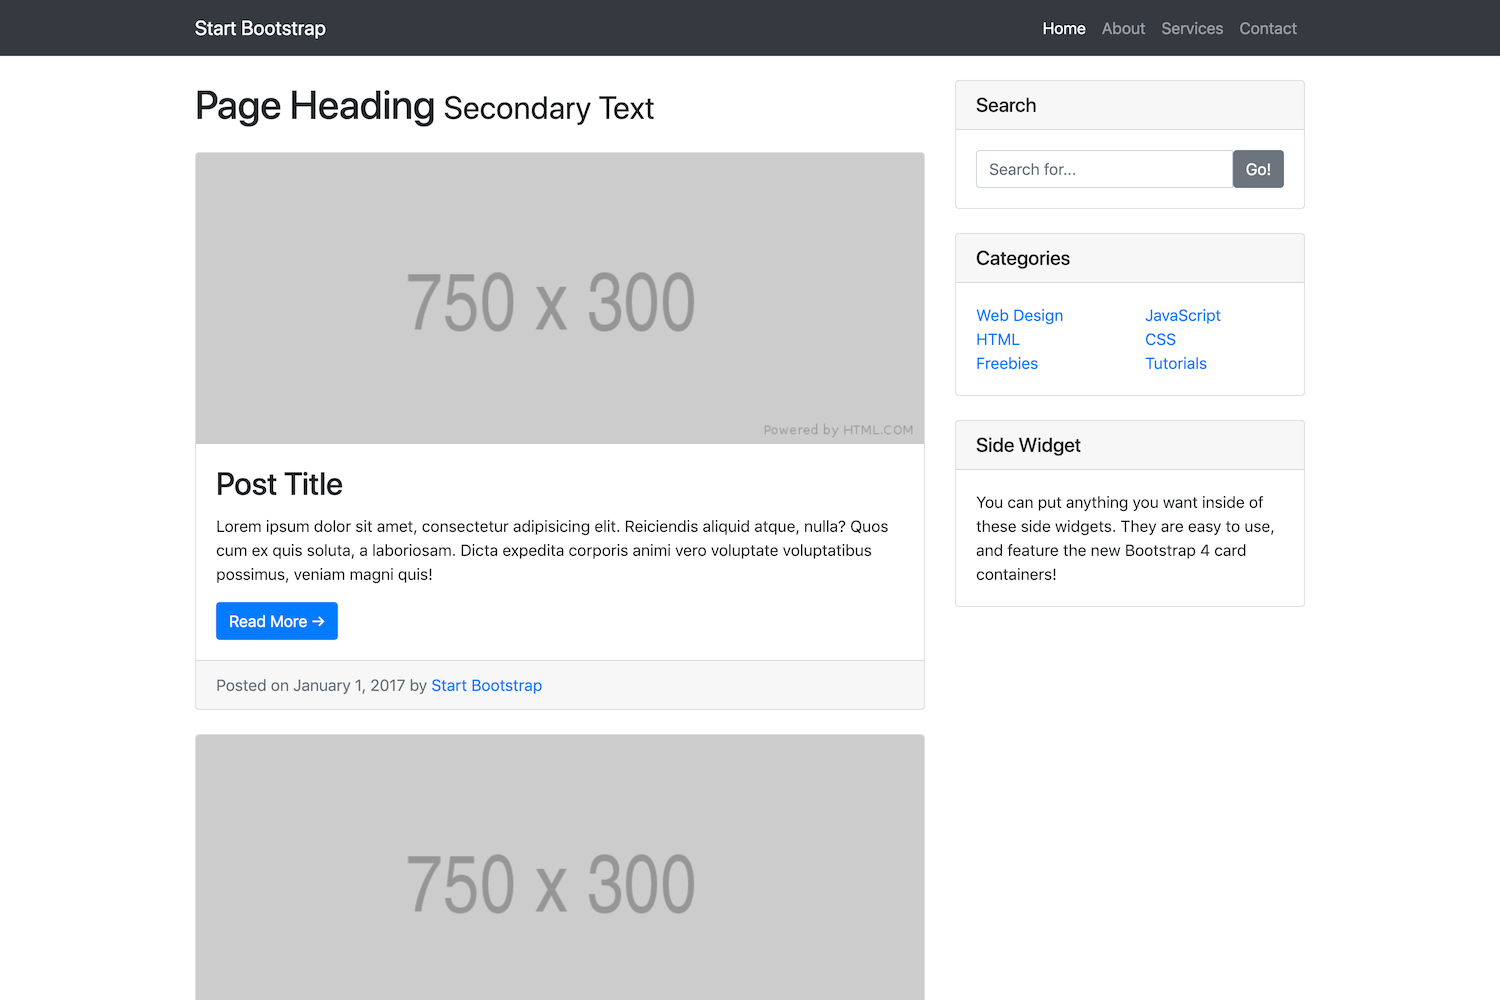 Start Bootstrap
Home About Services Contact
Page Heading Secondary Text
750 x 300
Powered by HTML.COM
Post Title
Lorem ipsum dolor sit amet, consectetur adipisicing elit. Reiciendis aliquid atque, nulla? Quos
cum ex quis soluta, a laboriosam. Dicta expedita corporis animi vero voluptate voluptatibus
possimus, veniam magni quis!
Read More →
Posted on January 1, 2017 by Start Bootstrap
750 x 300
Search
Search for...
Go!
Categories
Web Design
HTML
Freebies
JavaScript
CSS
Tutorials
Side Widget
You can put anything you want inside of
these side widgets. They are easy to use,
and feature the new Bootstrap 4 card
containers!